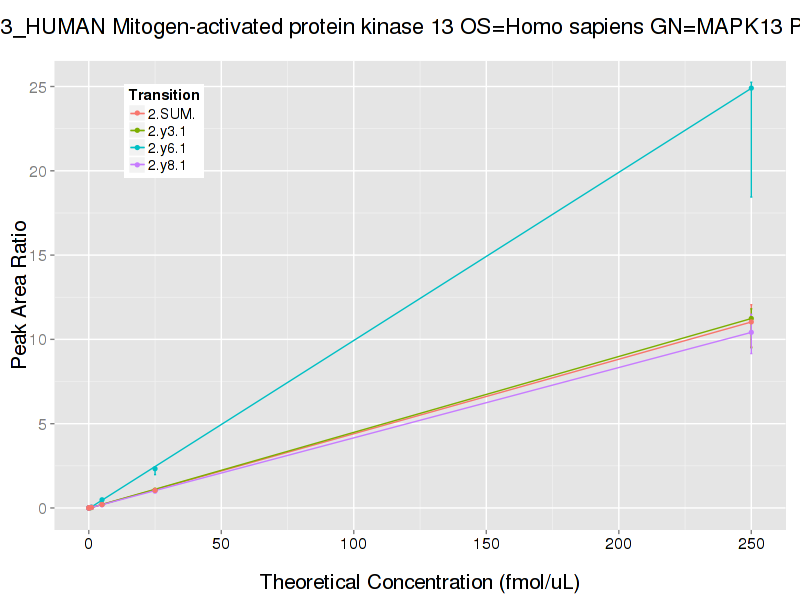 3_HUMAN Mitogen-activated protein kinase 13 OS=Homo sapiens GN=MAPK13 P
25
20
15
10
5
0
Peak Area Ratio
Transition
2.SUM.
2.y3.1
2.y6.1
2.y8.1
0 50 100 150 200 250
Theoretical Concentration (fmol/uL)